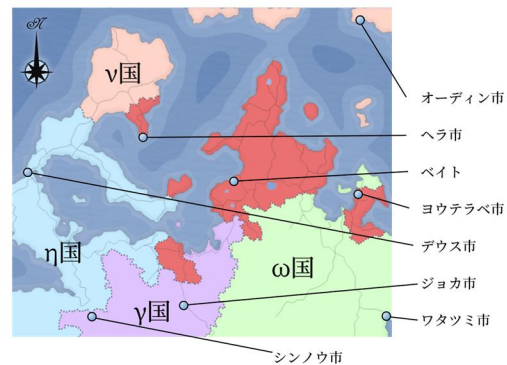 N
ν国
オーディン市
ヘラ市
ベイト
ヨウテラベ市
デウス市
η国
ω国
ジョカ市
γ国
ワタツミ市
シンノウ市